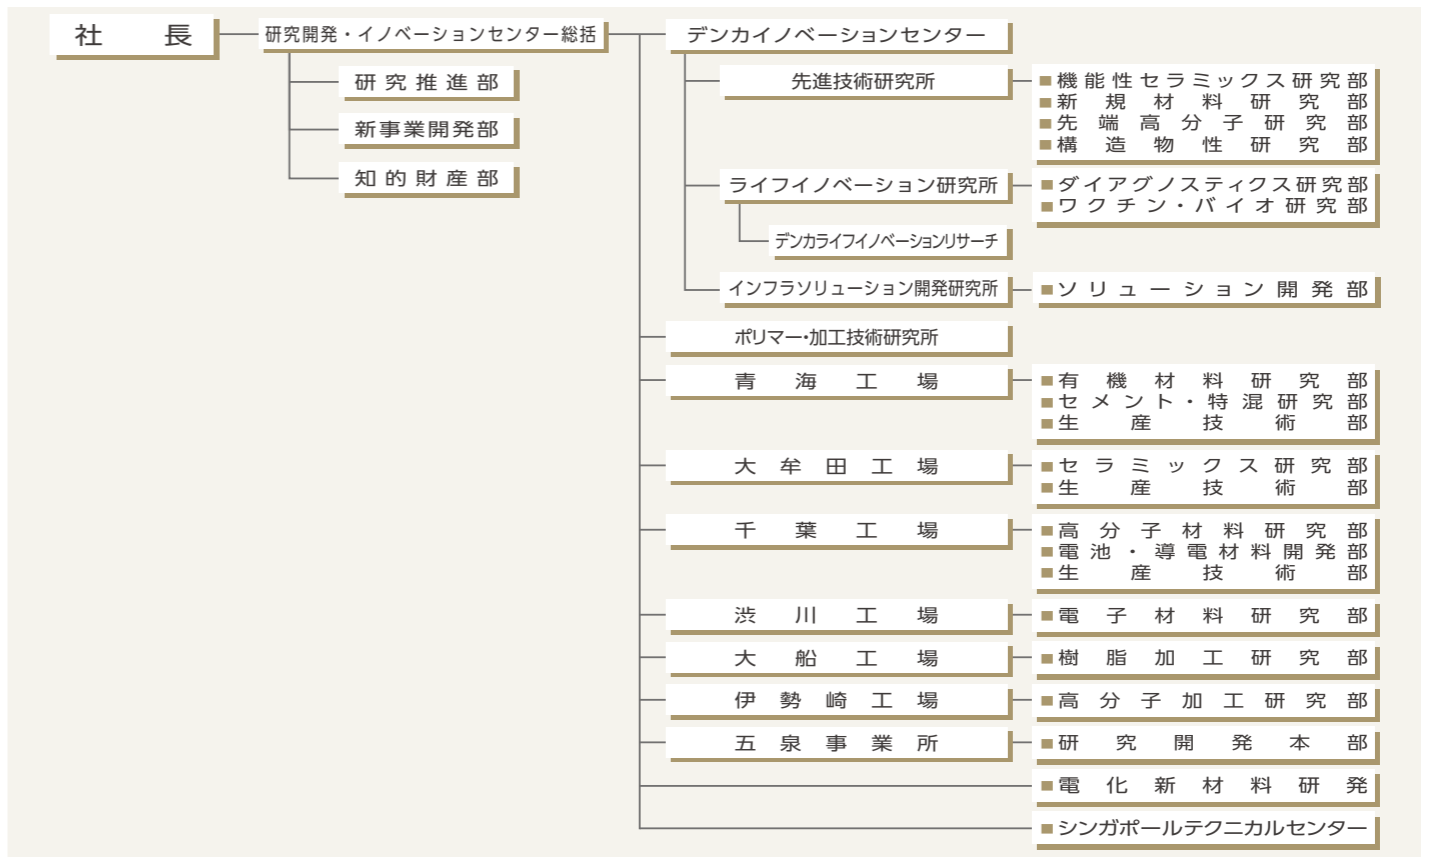 社長
研究開発・イノベーションセンター総括
研究推進部
新事業開発部
知的財産部
デンカイノベーションセンター
先進技術研究所
■機能性セラミックス研究部
■新規材料研究部
■先端高分子研究部
■構造物性研究部
ライフイノベーション研究所
■ダイアグノスティクス研究部
■ワクチン・バイオ研究部
デンカライフイノベーションリサーチ
インフラソリューション開発研究所
■ソリューション開発部
ポリマー・加工技術研究所
青海工場
■有機材料研究部
■セメント・特混研究部
■生産技術部
大牟田工場
■セラミックス研究部
■生産技術部
千葉工場
■高分子材料研究部
■電池・導電材料開発部
■生産技術部
渋川工場
■電子材料研究部
大船工場
■樹脂加工研究部
伊勢崎工場
■高分子加工研究部
五泉事業所
■研究開発本部
■電化新材料研発
■シンガポールテクニカルセンター